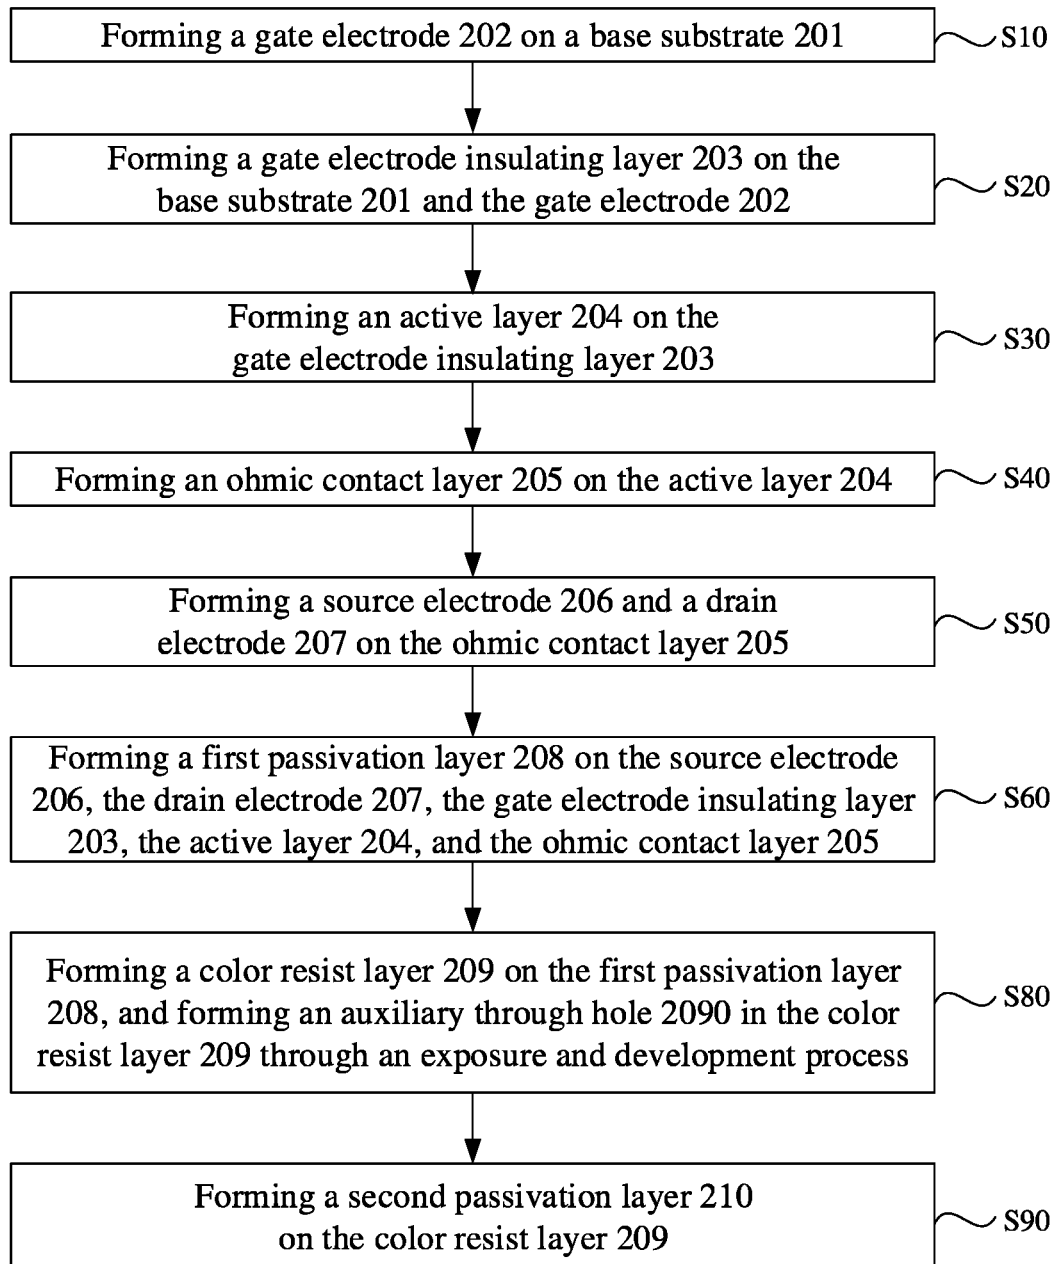 Forming a gate electrode 202 on a base substrate 201
S10
Forming a gate electrode insulating layer 203 on the
base substrate 201 and the gate electrode 202
S20
Forming an active layer 204 on the
gate electrode insulating layer 203
S30
Forming an ohmic contact layer 205 on the active layer 204
S40
Forming a source electrode 206 and a drain
electrode 207 on the ohmic contact layer 205
S50
Forming a first passivation layer 208 on the source electrode
206, the drain electrode 207, the gate electrode insulating layer
203, the active layer 204, and the ohmic contact layer 205
S60
Forming a color resist layer 209 on the first passivation layer
208, and forming an auxiliary through hole 2090 in the color
resist layer 209 through an exposure and development process
S80
Forming a second passivation layer 210
on the color resist layer 209
S90